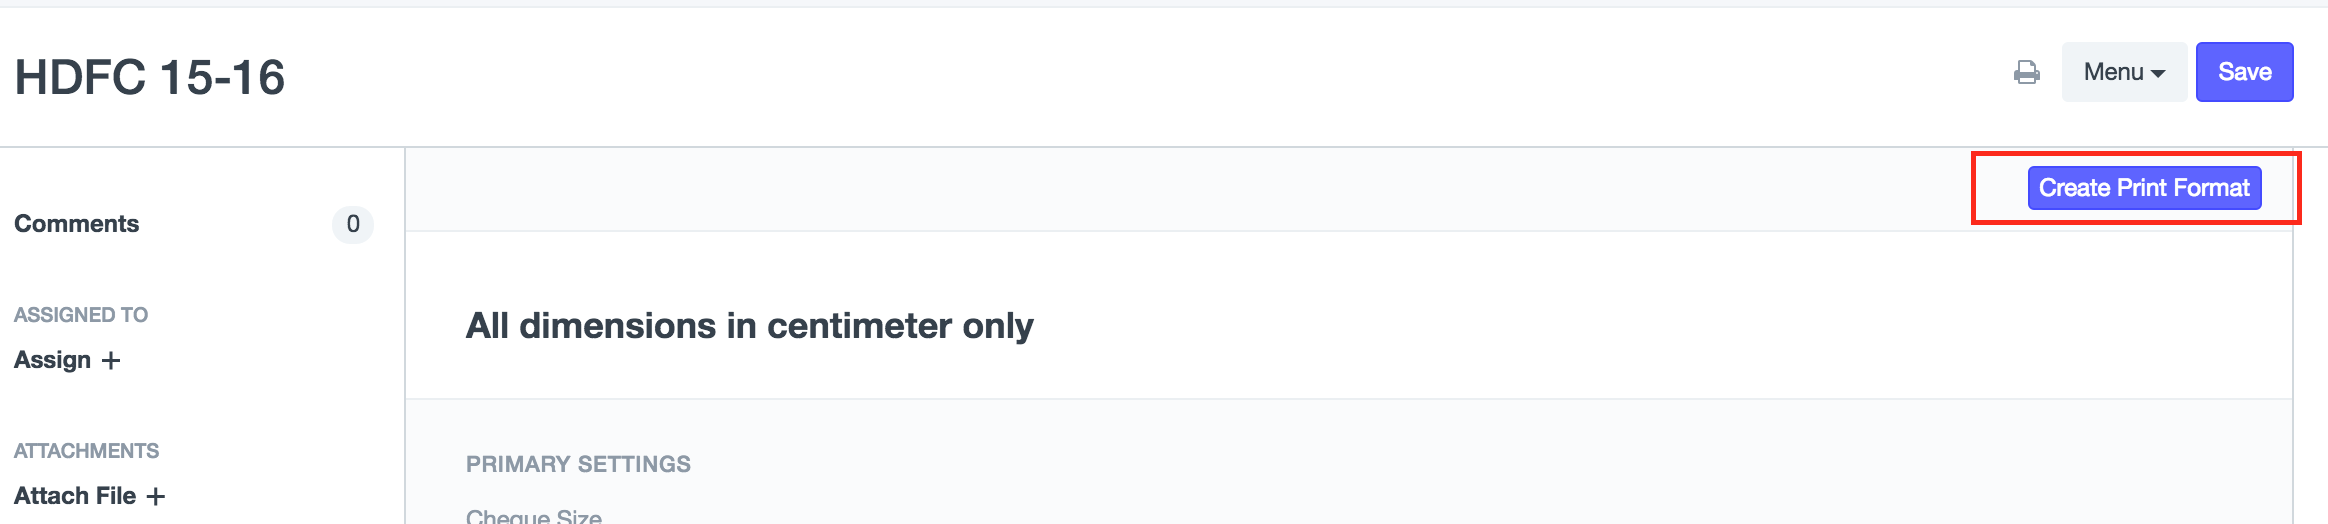 HDFC 15-16
Menu
Save
Create Print Format
Comments
0
ASSIGNED TO
Assign +
ATTACHMENTS
Attach File +
All dimensions in centimeter only
PRIMARY SETTINGS
Cheque Size